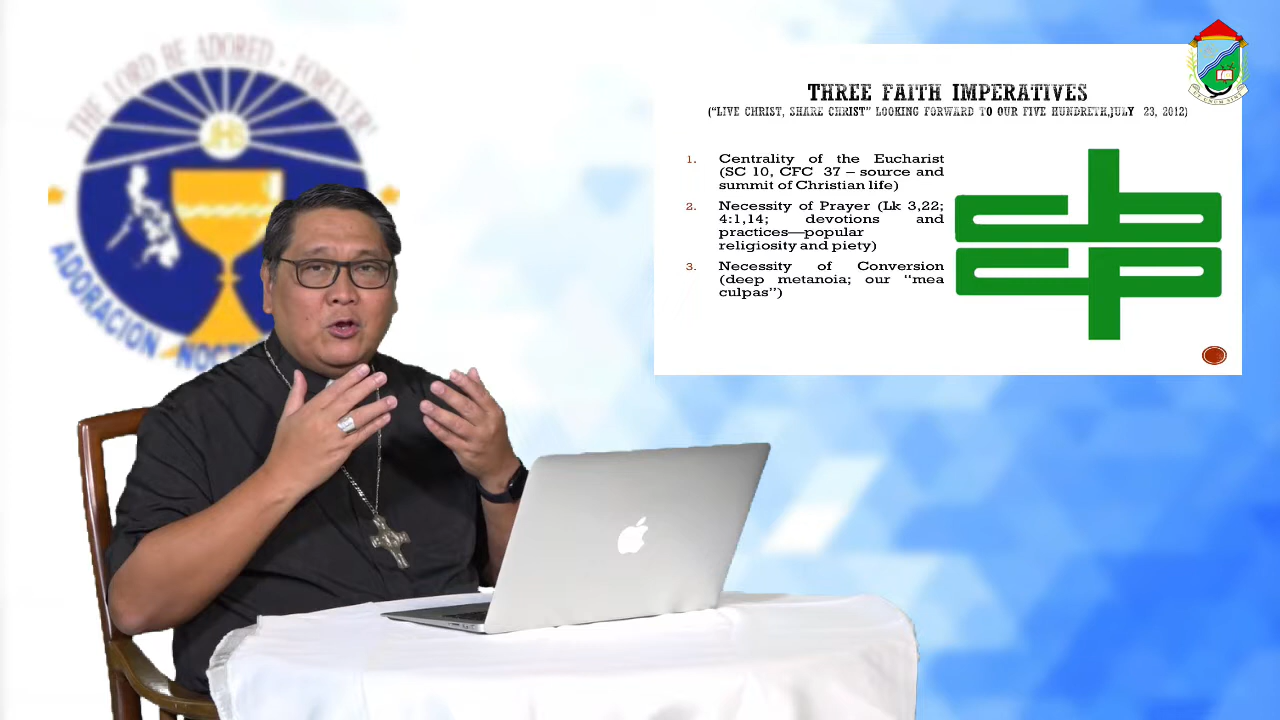 THE LORD BE ADORED - FOREVER
JHS
ADORACION
THREE FAITH IMPERATIVES
("LIVE CHRIST, SHARE CHRIST" LOOKING FORWARD TO OUR FIVE HUNDRETH,JULY 23, 2012)
1. Centrality of the Eucharist
(SC 10, CFC 37 – source and
summit of Christian life)
2. Necessity of Prayer (Lk 3,22;
4:1,14; devotions and
practices—popular
religiosity and piety)
3. Necessity of Conversion
(deep metanoia; our "mea
culpas")
cbcp